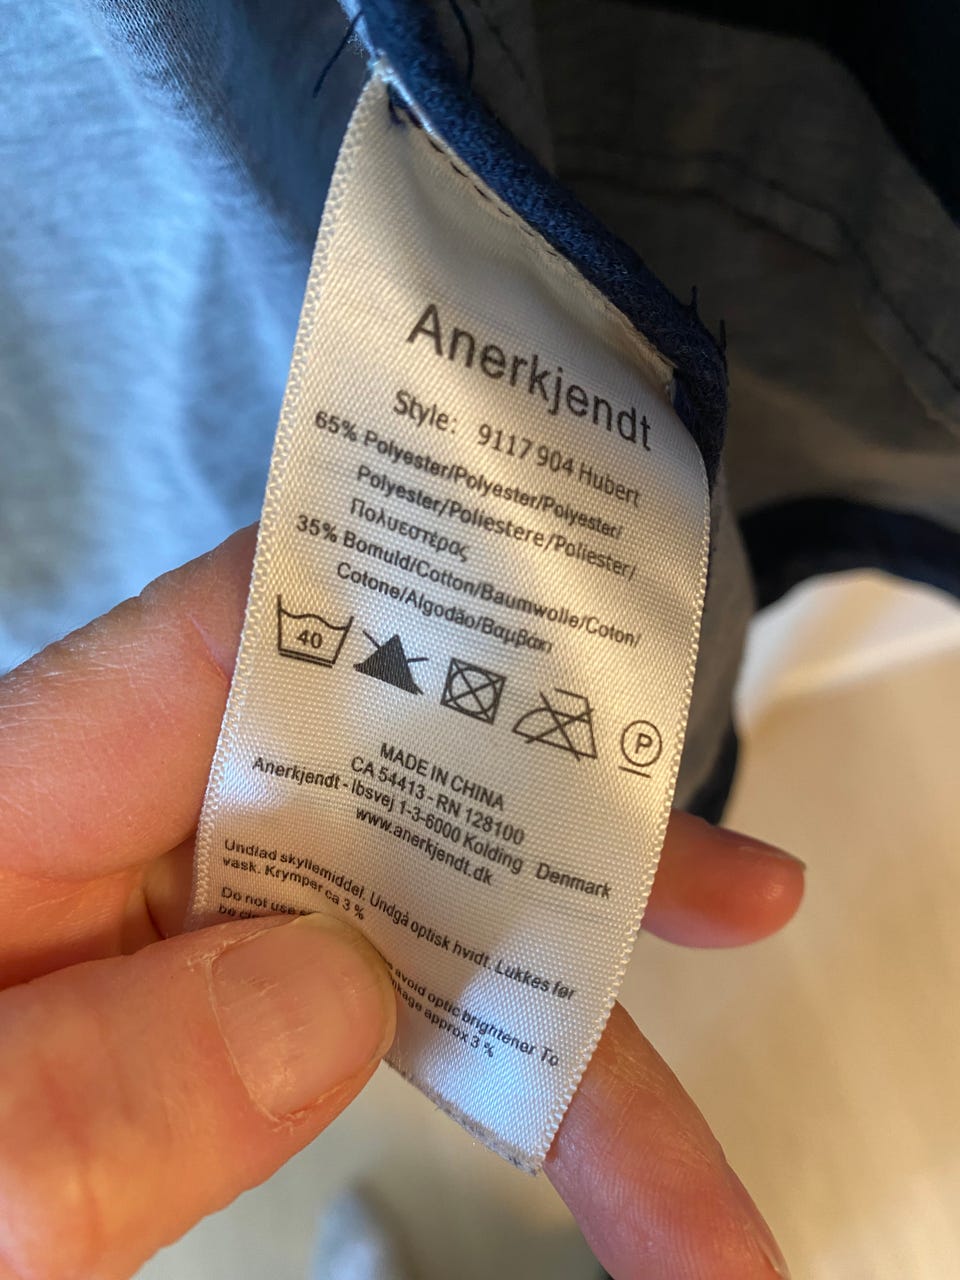 Anerkjendt
Style: 9117 904 Hubert
65% Polyester/Polyester/Polyester/
Polyester/Poliestere/Poliester/
Πολυεστέρας
35% Bomuld/Cotton/Baumwolle/Coton/
Cotone/Algodão/Βαμβακι
40
P
MADE IN CHINA
CA 54413 - RN 128100
Anerkjendt - Ibsvej 1-3-6000 Kolding Denmark
www.anerkjendt.dk
Undlad skyllemiddel. Undgå optisk hvidt. Lukkes før
vask. Krymper ca 3 %
Do not use avoid optic brightener To
be approx 3 %